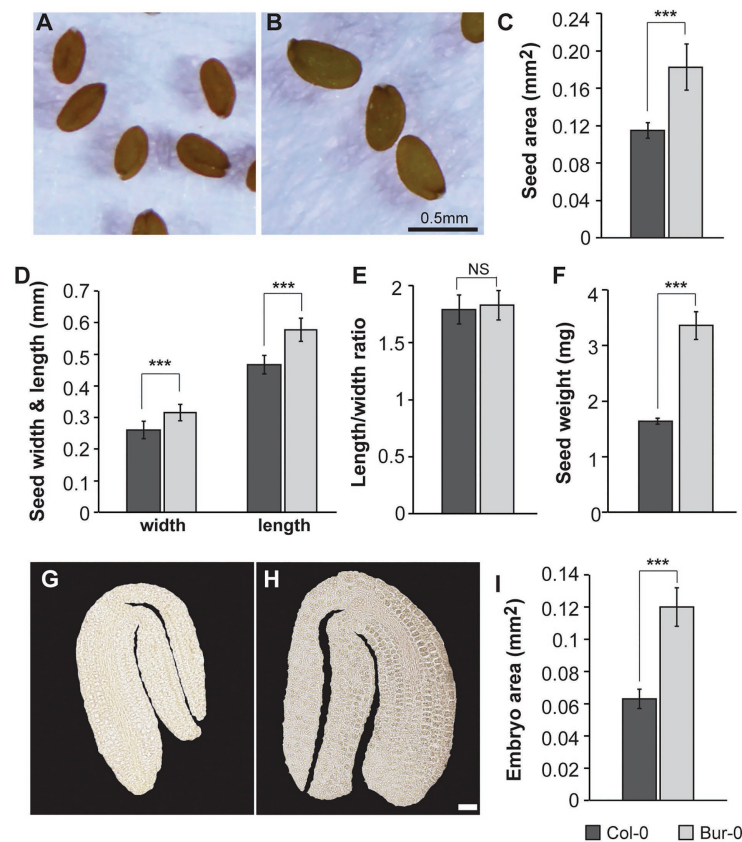 A
B
0.5mm
C
Seed area (mm²)
0.24
0.20
0.16
0.12
0.08
0.04
0
***
D
Seed width & length (mm)
0.7
0.6
0.5
0.4
0.3
0.2
0.1
0
***
***
width
length
E
Length/width ratio
2
1.5
1
0.5
0
NS
F
Seed weight (mg)
4
3
2
1
0
***
G
H
I
Embryo area (mm²)
0.14
0.12
0.10
0.08
0.06
0.04
0.02
0
***
Col-0
Bur-0